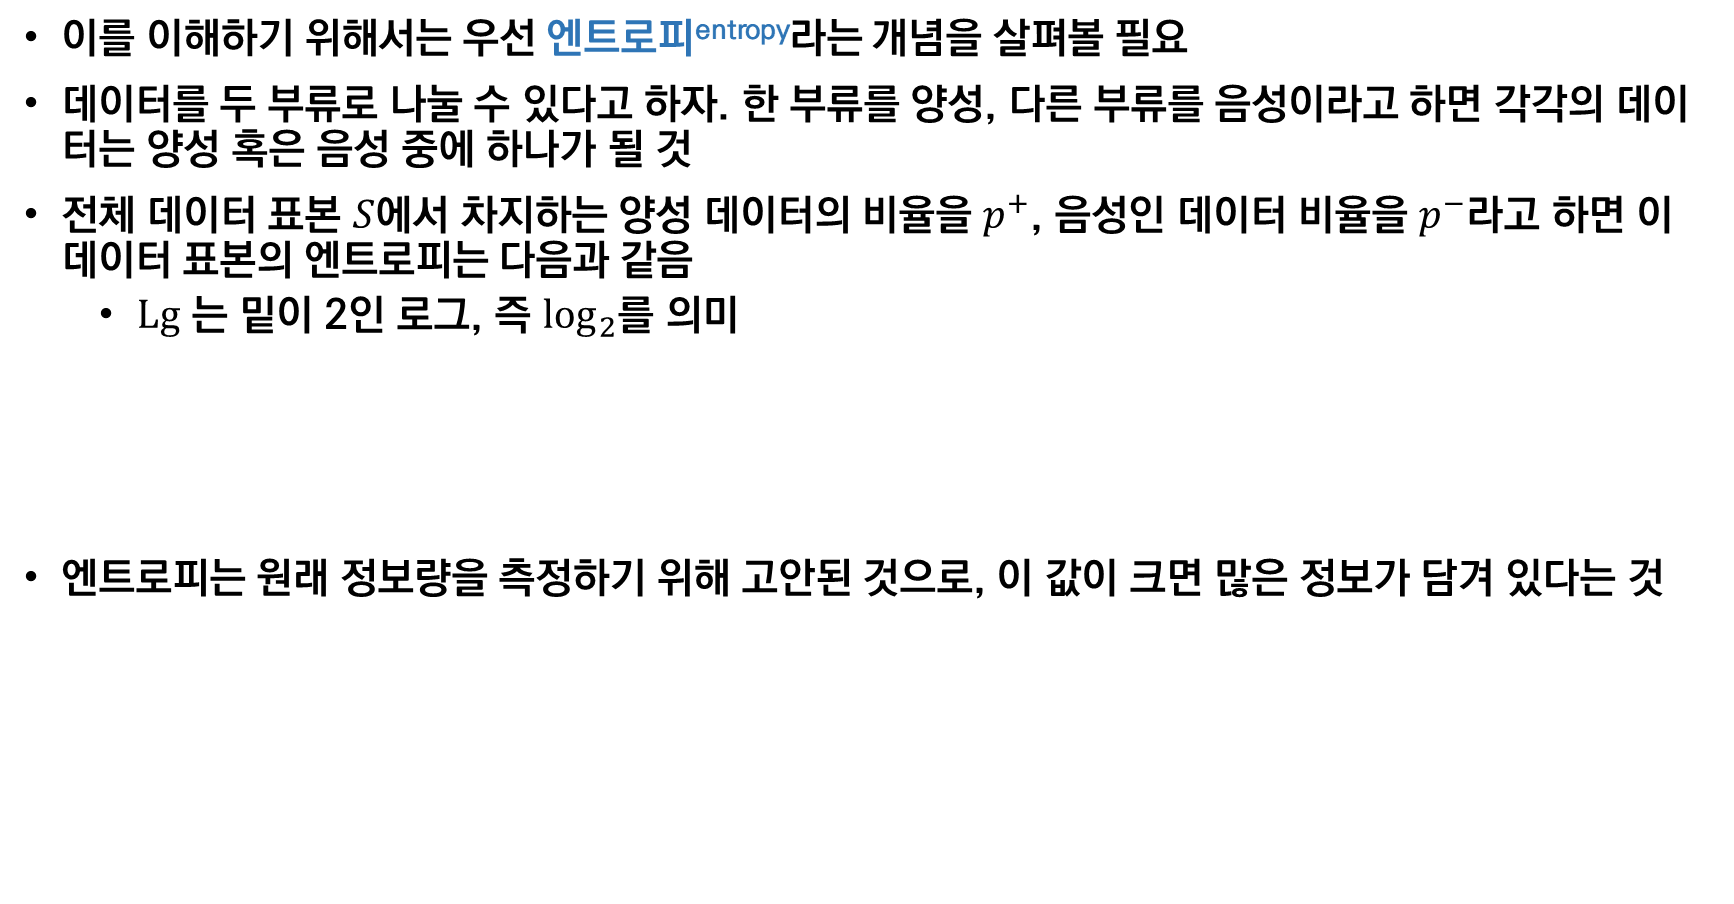 • 이를 이해하기 위해서는 우선 엔트로피entropy라는 개념을 살펴볼 필요
• 데이터를 두 부류로 나눌 수 있다고 하자. 한 부류를 양성, 다른 부류를 음성이라고 하면 각각의 데이
터는 양성 혹은 음성 중에 하나가 될 것
• 전체 데이터 표본 S에서 차지하는 양성 데이터의 비율을 p⁺, 음성인 데이터 비율을 p⁻라고 하면 이
데이터 표본의 엔트로피는 다음과 같음
• Lg 는 밑이 2인 로그, 즉 log₂를 의미
• 엔트로피는 원래 정보량을 측정하기 위해 고안된 것으로, 이 값이 크면 많은 정보가 담겨 있다는 것